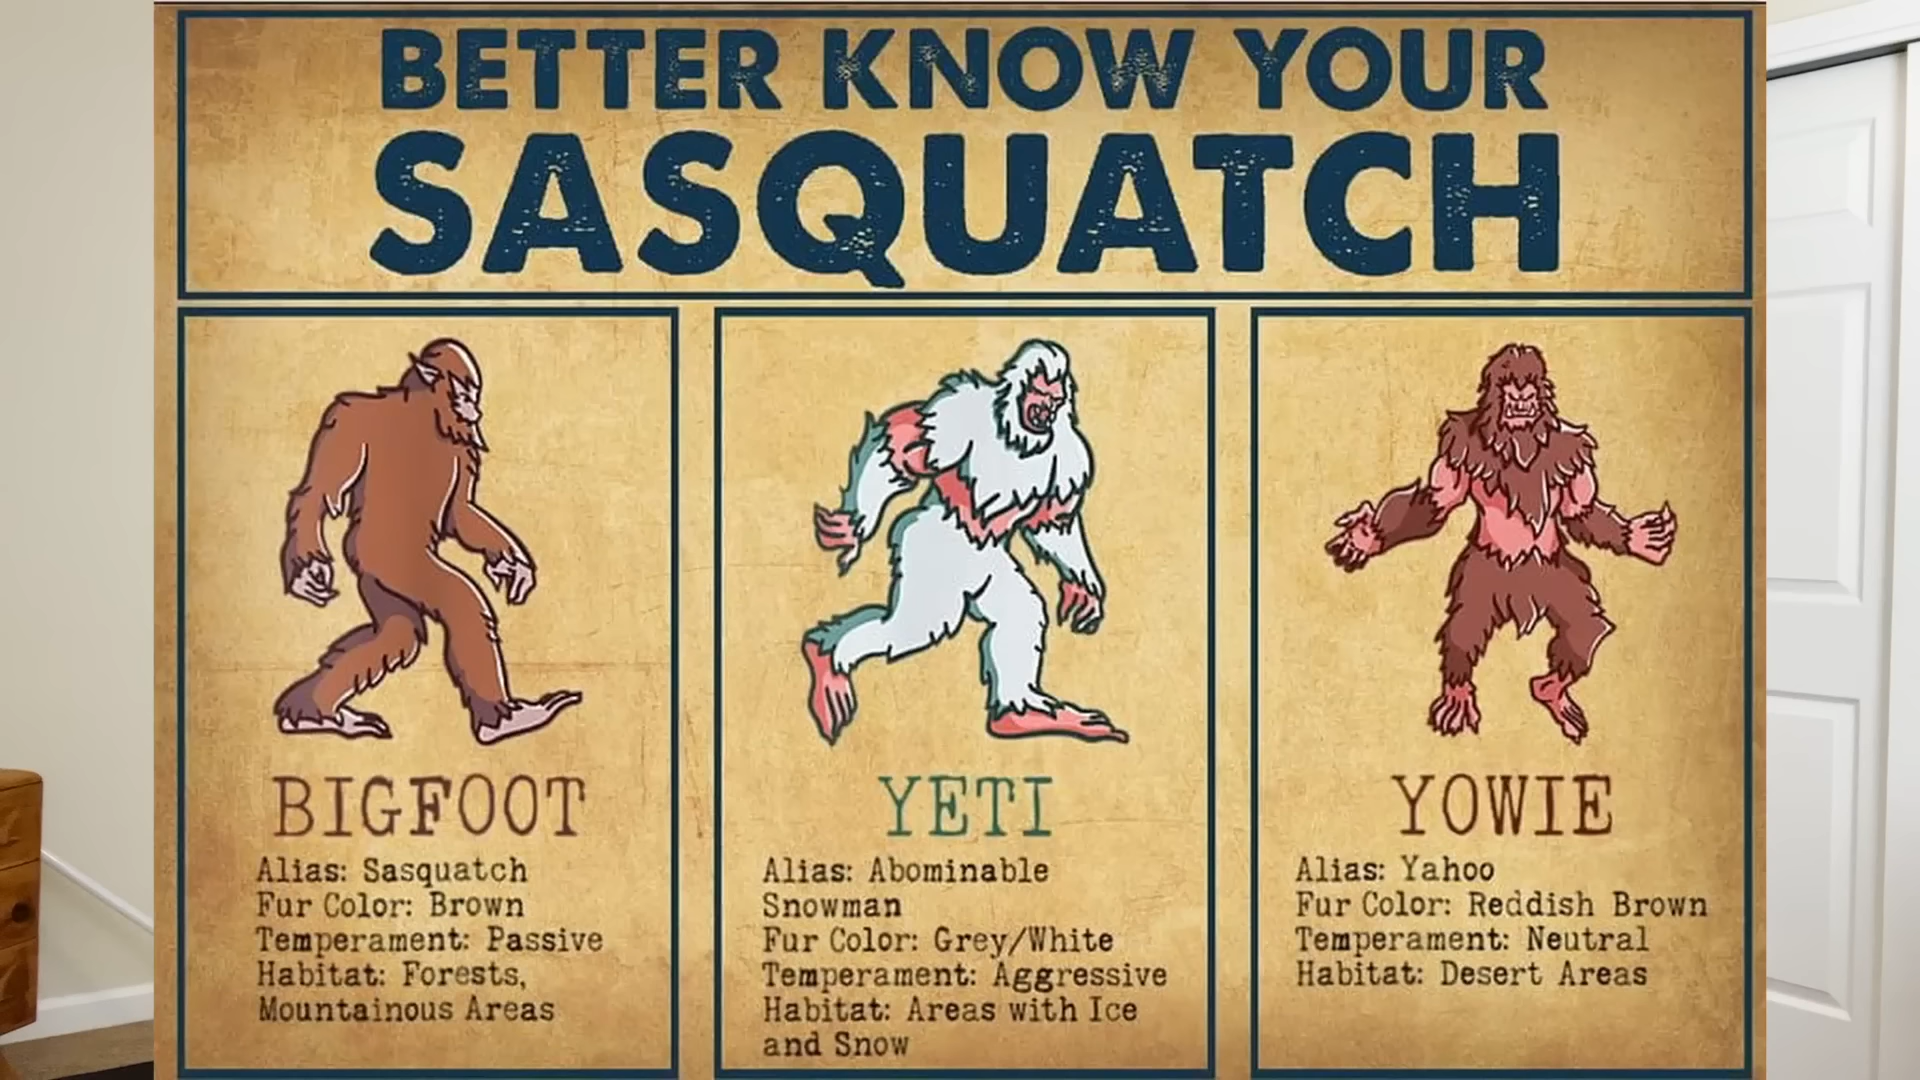 BETTER KNOW YOUR
SASQUATCH
BIGFOOT
Alias: Sasquatch
Fur Color: Brown
Temperament: Passive
Habitat: Forests,
Mountainous Areas
YETI
Alias: Abominable
Snowman
Fur Color: Grey/White
Temperament: Aggressive
Habitat: Areas with Ice
and Snow
YOWIE
Alias: Yahoo
Fur Color: Reddish Brown
Temperament: Neutral
Habitat: Desert Areas